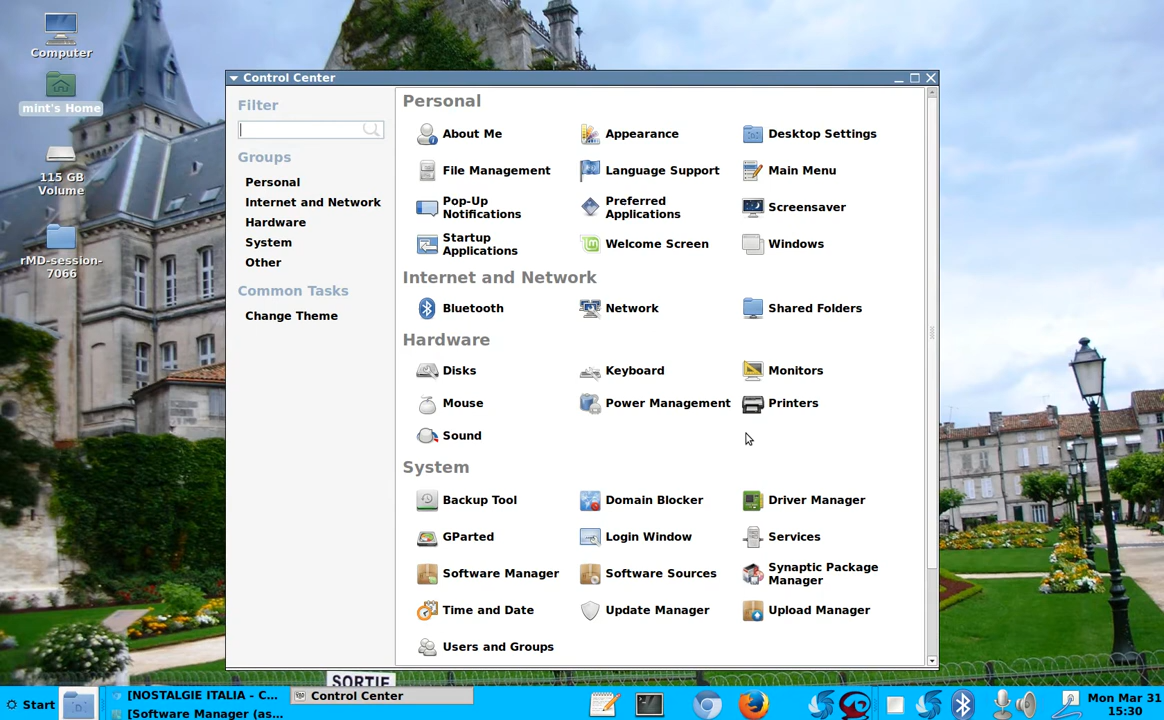 Computer
mint's Home
115 GB
Volume
rMD-session-
7066
Control Center
Filter
Groups
Personal
Internet and Network
Hardware
System
Other
Common Tasks
Change Theme
Personal
About Me
Appearance
Desktop Settings
File Management
Language Support
Main Menu
Pop-Up
Notifications
Preferred
Applications
Screensaver
Startup
Applications
Welcome Screen
Windows
Internet and Network
Bluetooth
Network
Shared Folders
Hardware
Disks
Keyboard
Monitors
Mouse
Power Management
Printers
Sound
System
Backup Tool
Domain Blocker
Driver Manager
GParted
Login Window
Services
Software Manager
Software Sources
Synaptic Package
Manager
Time and Date
Update Manager
Upload Manager
Users and Groups
SORTIE
Start
[NOSTALGIE ITALIA - C...
[Software Manager (as...
Control Center
Mon Mar 31
15:30